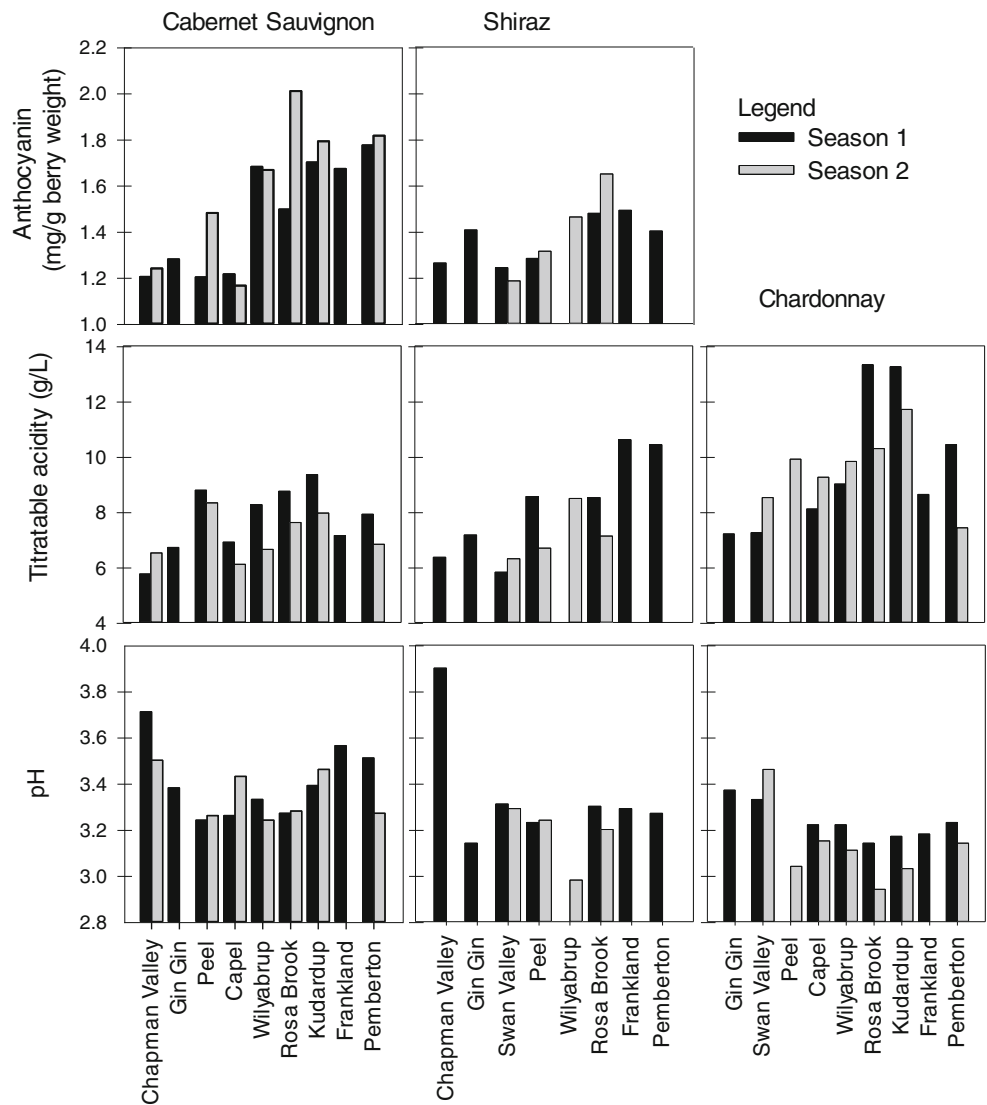 Cabernet Sauvignon
Shiraz
Anthocyanin
(mg/g berry weight)
2.2
2.0
1.8
1.6
1.4
1.2
1.0
Legend
Season 1
Season 2
Chardonnay
Titratable acidity (g/L)
14
12
10
8
6
4
pH
4.0
3.8
3.6
3.4
3.2
3.0
2.8
Chapman Valley
Gin Gin
Peel
Capel
Wilyabrup
Rosa Brook
Kudardup
Frankland
Pemberton
Chapman Valley
Gin Gin
Swan Valley
Peel
Wilyabrup
Rosa Brook
Frankland
Pemberton
Gin Gin
Swan Valley
Peel
Capel
Wilyabrup
Rosa Brook
Kudardup
Frankland
Pemberton